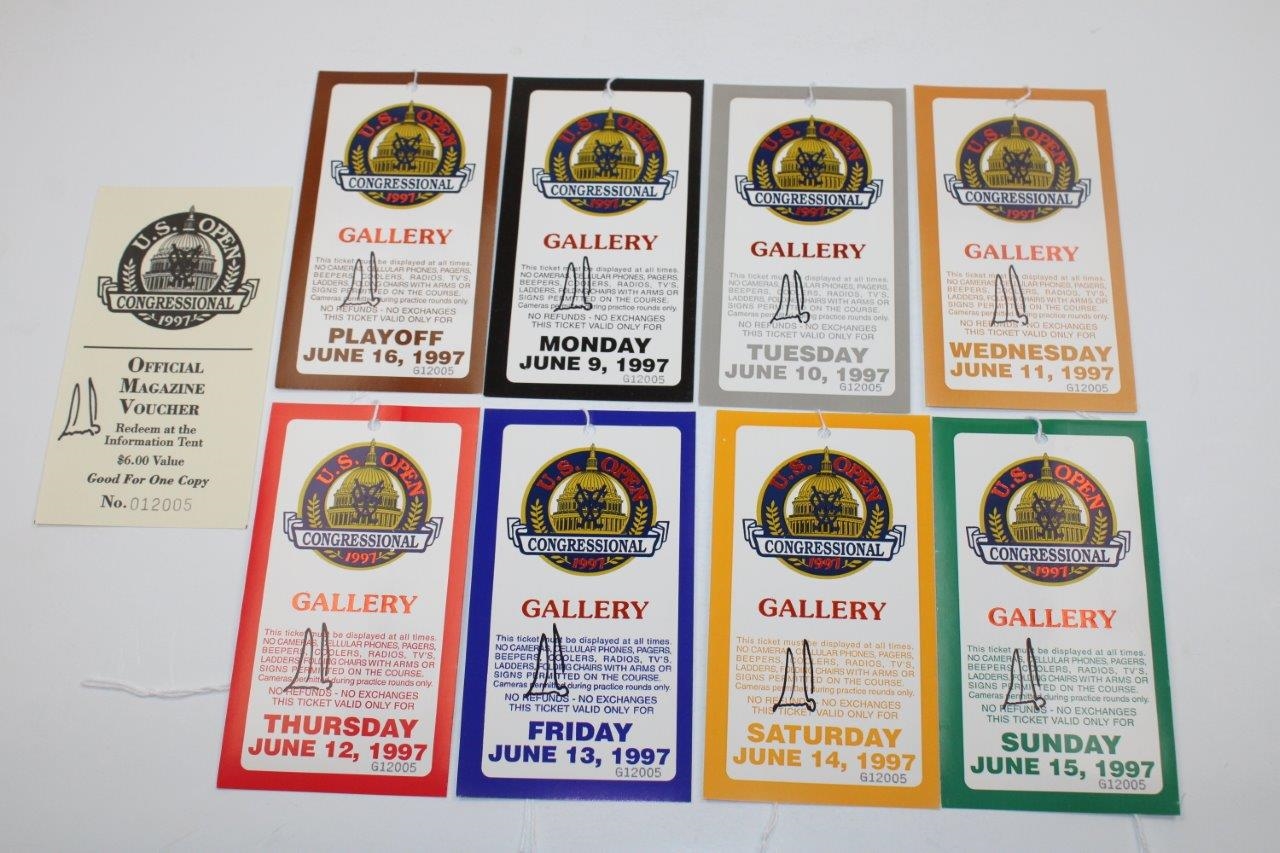 U.S. OPEN
CONGRESSIONAL
1997
OFFICIAL
MAGAZINE
VOUCHER
Redeem at the
Information Tent
$6.00 Value
Good For One Copy
No. 012005
U.S. OPEN
CONGRESSIONAL
1997
GALLERY
This ticket must be displayed at all times.
NO CAMERAS, CELLULAR PHONES, PAGERS,
BEEPERS, COOLERS, RADIOS, TV'S,
LADDERS, FOLDING CHAIRS WITH ARMS OR
SIGNS PERMITTED ON THE COURSE.
Cameras permitted during practice rounds only.
NO REFUNDS - NO EXCHANGES
THIS TICKET VALID ONLY FOR
PLAYOFF
JUNE 16, 1997
G12005
U.S. OPEN
CONGRESSIONAL
1997
GALLERY
This ticket must be displayed at all times.
NO CAMERAS, CELLULAR PHONES, PAGERS,
BEEPERS, COOLERS, RADIOS, TV'S,
LADDERS, FOLDING CHAIRS WITH ARMS OR
SIGNS PERMITTED ON THE COURSE.
Cameras permitted during practice rounds only.
NO REFUNDS - NO EXCHANGES
THIS TICKET VALID ONLY FOR
MONDAY
JUNE 9, 1997
G12005
U.S. OPEN
CONGRESSIONAL
1997
GALLERY
This ticket must be displayed at all times.
NO CAMERAS, CELLULAR PHONES, PAGERS,
BEEPERS, COOLERS, RADIOS, TV'S,
LADDERS, FOLDING CHAIRS WITH ARMS OR
SIGNS PERMITTED ON THE COURSE.
Cameras permitted during practice rounds only.
NO REFUNDS - NO EXCHANGES
THIS TICKET VALID ONLY FOR
TUESDAY
JUNE 10, 1997
G12005
U.S. OPEN
CONGRESSIONAL
1997
GALLERY
This ticket must be displayed at all times.
NO CAMERAS, CELLULAR PHONES, PAGERS,
BEEPERS, COOLERS, RADIOS, TV'S,
LADDERS, FOLDING CHAIRS WITH ARMS OR
SIGNS PERMITTED ON THE COURSE.
Cameras permitted during practice rounds only.
NO REFUNDS - NO EXCHANGES
THIS TICKET VALID ONLY FOR
WEDNESDAY
JUNE 11, 1997
G12005
U.S. OPEN
CONGRESSIONAL
1997
GALLERY
This ticket must be displayed at all times.
NO CAMERAS, CELLULAR PHONES, PAGERS,
BEEPERS, COOLERS, RADIOS, TV'S,
LADDERS, FOLDING CHAIRS WITH ARMS OR
SIGNS PERMITTED ON THE COURSE.
Cameras permitted during practice rounds only.
NO REFUNDS - NO EXCHANGES
THIS TICKET VALID ONLY FOR
THURSDAY
JUNE 12, 1997
G12005
U.S. OPEN
CONGRESSIONAL
1997
GALLERY
This ticket must be displayed at all times.
NO CAMERAS, CELLULAR PHONES, PAGERS,
BEEPERS, COOLERS, RADIOS, TV'S,
LADDERS, FOLDING CHAIRS WITH ARMS OR
SIGNS PERMITTED ON THE COURSE.
Cameras permitted during practice rounds only.
NO REFUNDS - NO EXCHANGES
THIS TICKET VALID ONLY FOR
FRIDAY
JUNE 13, 1997
G12005
U.S. OPEN
CONGRESSIONAL
1997
GALLERY
This ticket must be displayed at all times.
NO CAMERAS, CELLULAR PHONES, PAGERS,
BEEPERS, COOLERS, RADIOS, TV'S,
LADDERS, FOLDING CHAIRS WITH ARMS OR
SIGNS PERMITTED ON THE COURSE.
Cameras permitted during practice rounds only.
NO REFUNDS - NO EXCHANGES
THIS TICKET VALID ONLY FOR
SATURDAY
JUNE 14, 1997
G12005
U.S. OPEN
CONGRESSIONAL
1997
GALLERY
This ticket must be displayed at all times.
NO CAMERAS, CELLULAR PHONES, PAGERS,
BEEPERS, COOLERS, RADIOS, TV'S,
LADDERS, FOLDING CHAIRS WITH ARMS OR
SIGNS PERMITTED ON THE COURSE.
Cameras permitted during practice rounds only.
NO REFUNDS - NO EXCHANGES
THIS TICKET VALID ONLY FOR
SUNDAY
JUNE 15, 1997
G12005